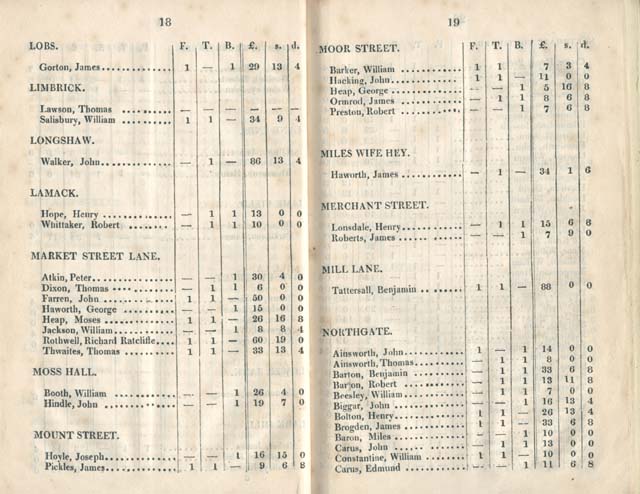 18
LOBS. F. T. B. £. s. d.
Gorton, James 1 — 1 29 13 4
LIMBRICK.
Lawson, Thomas — — — — — —
Salisbury, William 1 1 — 34 9 4
LONGSHAW.
Walker, John — 1 — 86 13 4
LAMACK.
Hope, Henry — 1 1 13 0 0
Whittaker, Robert — 1 1 10 0 0
MARKET STREET LANE.
Atkin, Peter — — 1 30 4 0
Dixon, Thomas — 1 1 6 0 0
Farren, John 1 1 — 50 0 0
Haworth, George — — 1 15 0 0
Heap, Moses 1 1 — 26 16 8
Jackson, William — — 1 8 8 4
Rothwell, Richard Ratcliffe 1 1 — 60 19 0
Thwaites, Thomas 1 1 — 33 13 4
MOSS HALL.
Booth, William — — 1 26 4 0
Hindle, John — — 1 19 7 0
MOUNT STREET.
Hoyle, Joseph — — 1 16 15 0
Pickles, James 1 1 — 9 6 8
19
MOOR STREET. F. T. B. £. s. d.
Barker, William 1 1 7 3 4
Hacking, John 1 1 — 11 0 0
Heap, George — — 1 5 16 8
Ormrod, James — 1 1 8 6 8
Preston, Robert — — 1 7 6 8
MILES WIFE HEY.
Haworth, James — 1 — 34 1 6
MERCHANT STREET.
Lonsdale, Henry — 1 1 15 6 8
Roberts, James — — 1 7 9 0
MILL LANE.
Tattersall, Benjamin 1 1 — 88 0 0
NORTHGATE.
Ainsworth, John 1 — 1 14 0 0
Ainsworth, Thomas — 1 1 8 0 0
Barton, Benjamin — 1 1 33 6 8
Barton, Robert — 1 1 13 11 8
Beesley, William — 1 1 7 0 0
Biggar, John — — 1 16 13 4
Bolton, Henry 1 1 — 26 13 4
Brogden, James 1 1 — 33 6 8
Baron, Miles — — 1 10 0 0
Carus, John — 1 1 13 0 0
Constantine, William 1 — 1 10 0 0
Carus, Edmund — — 1 11 6 8